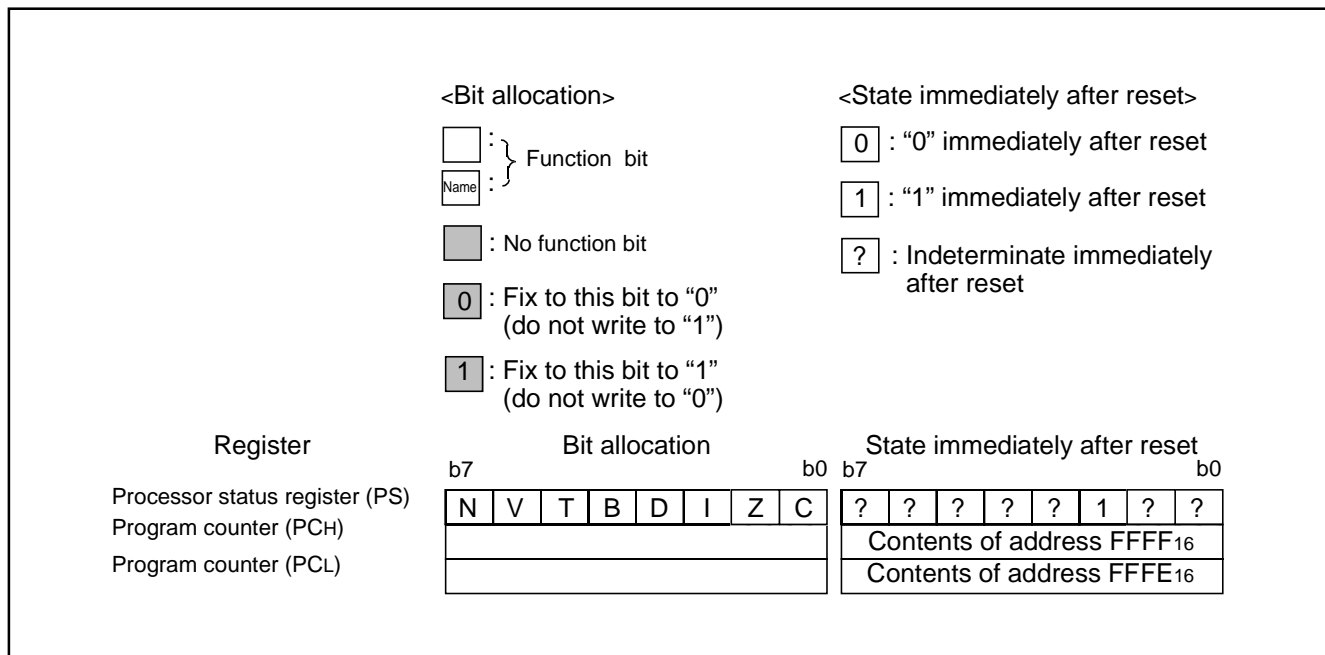 <Bit allocation>
<State immediately after reset>
:
Function bit
Name :
: No function bit
0 : Fix to this bit to “0”
(do not write to “1”)
1 : Fix to this bit to “1”
(do not write to “0”)
0 : “0” immediately after reset
1 : “1” immediately after reset
? : Indeterminate immediately
after reset
Register
Bit allocation
State immediately after reset
b7 b0 b7 b0
Processor status register (PS) N V T B D I Z C ? ? ? ? ? 1 ? ?
Program counter (PCH) Contents of address FFFF16
Program counter (PCL) Contents of address FFFE16